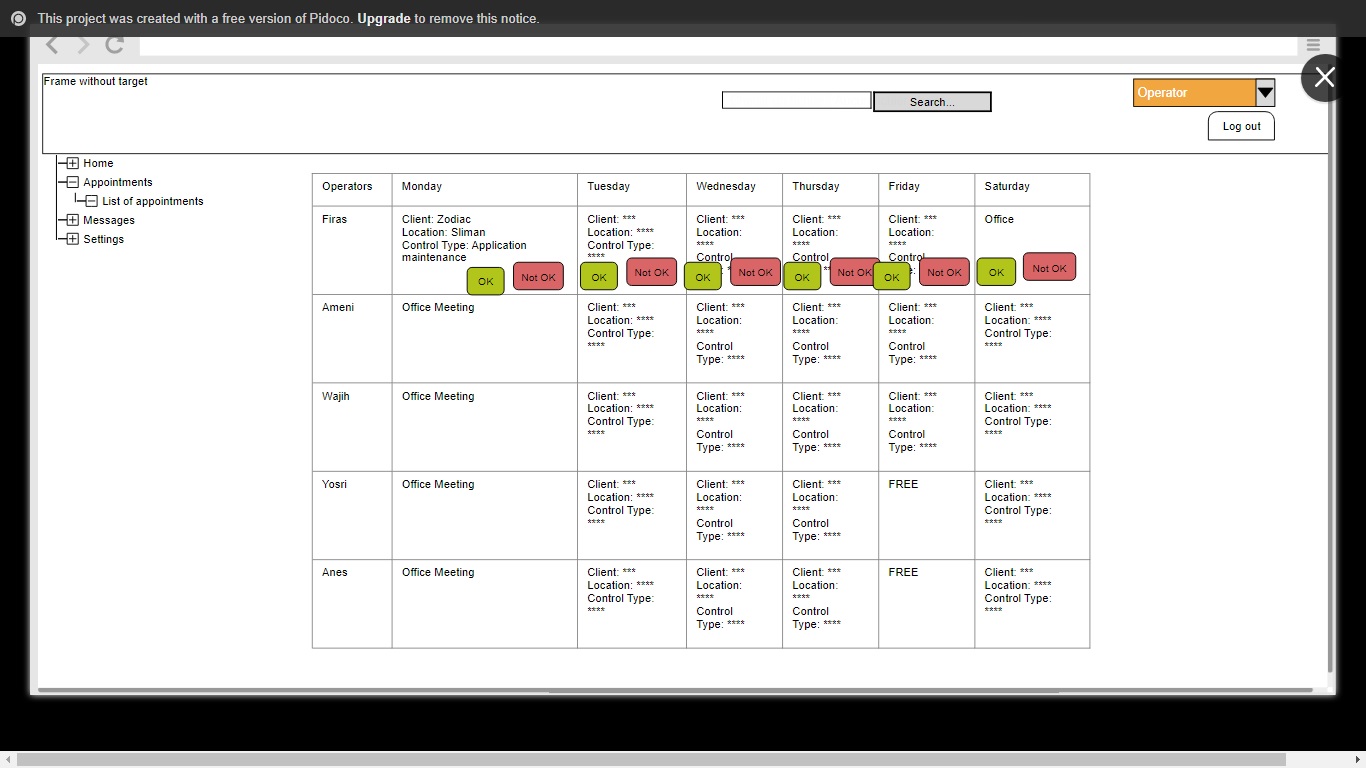 This project was created with a free version of Pidoco. Upgrade to remove this notice.
Frame without target
Search...
Operator
Log out
Home
Appointments
List of appointments
Messages
Settings
Operators Monday Tuesday Wednesday Thursday Friday Saturday
Firas
Client: Zodiac
Location: Sliman
Control Type: Application
maintenance
OK Not OK
Client: ***
Location: ****
Control Type:
****
OK Not OK
Client: ***
Location:
****
Control
OK Not OK
Client: ***
Location:
****
Control
OK Not OK
Client: ***
Location:
****
Control
OK Not OK
Office
OK Not OK
Ameni
Office Meeting
Client: ***
Location: ****
Control Type:
****
Client: ***
Location:
****
Control
Type: ****
Client: ***
Location:
****
Control
Type: ****
Client: ***
Location:
****
Control
Type: ****
Client: ***
Location: ****
Control Type:
****
Wajih
Office Meeting
Client: ***
Location: ****
Control Type:
****
Client: ***
Location:
****
Control
Type: ****
Client: ***
Location:
****
Control
Type: ****
Client: ***
Location:
****
Control
Type: ****
Client: ***
Location: ****
Control Type:
****
Yosri
Office Meeting
Client: ***
Location: ****
Control Type:
****
Client: ***
Location:
****
Control
Type: ****
Client: ***
Location:
****
Control
Type: ****
FREE
Client: ***
Location: ****
Control Type:
****
Anes
Office Meeting
Client: ***
Location: ****
Control Type:
****
Client: ***
Location:
****
Control
Type: ****
Client: ***
Location:
****
Control
Type: ****
FREE
Client: ***
Location: ****
Control Type:
****